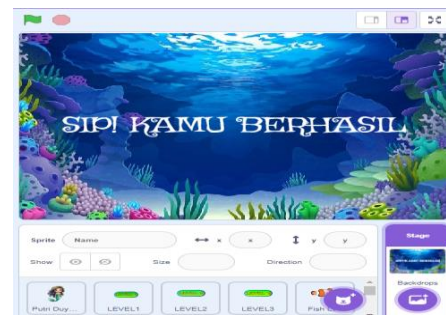 SIP! KAMU BERHASIL
Sprite Name x x y y
Show Size Direction
Stage
Backdrops
Putri Duy... LEVEL1 LEVEL2 LEVEL3 Fish